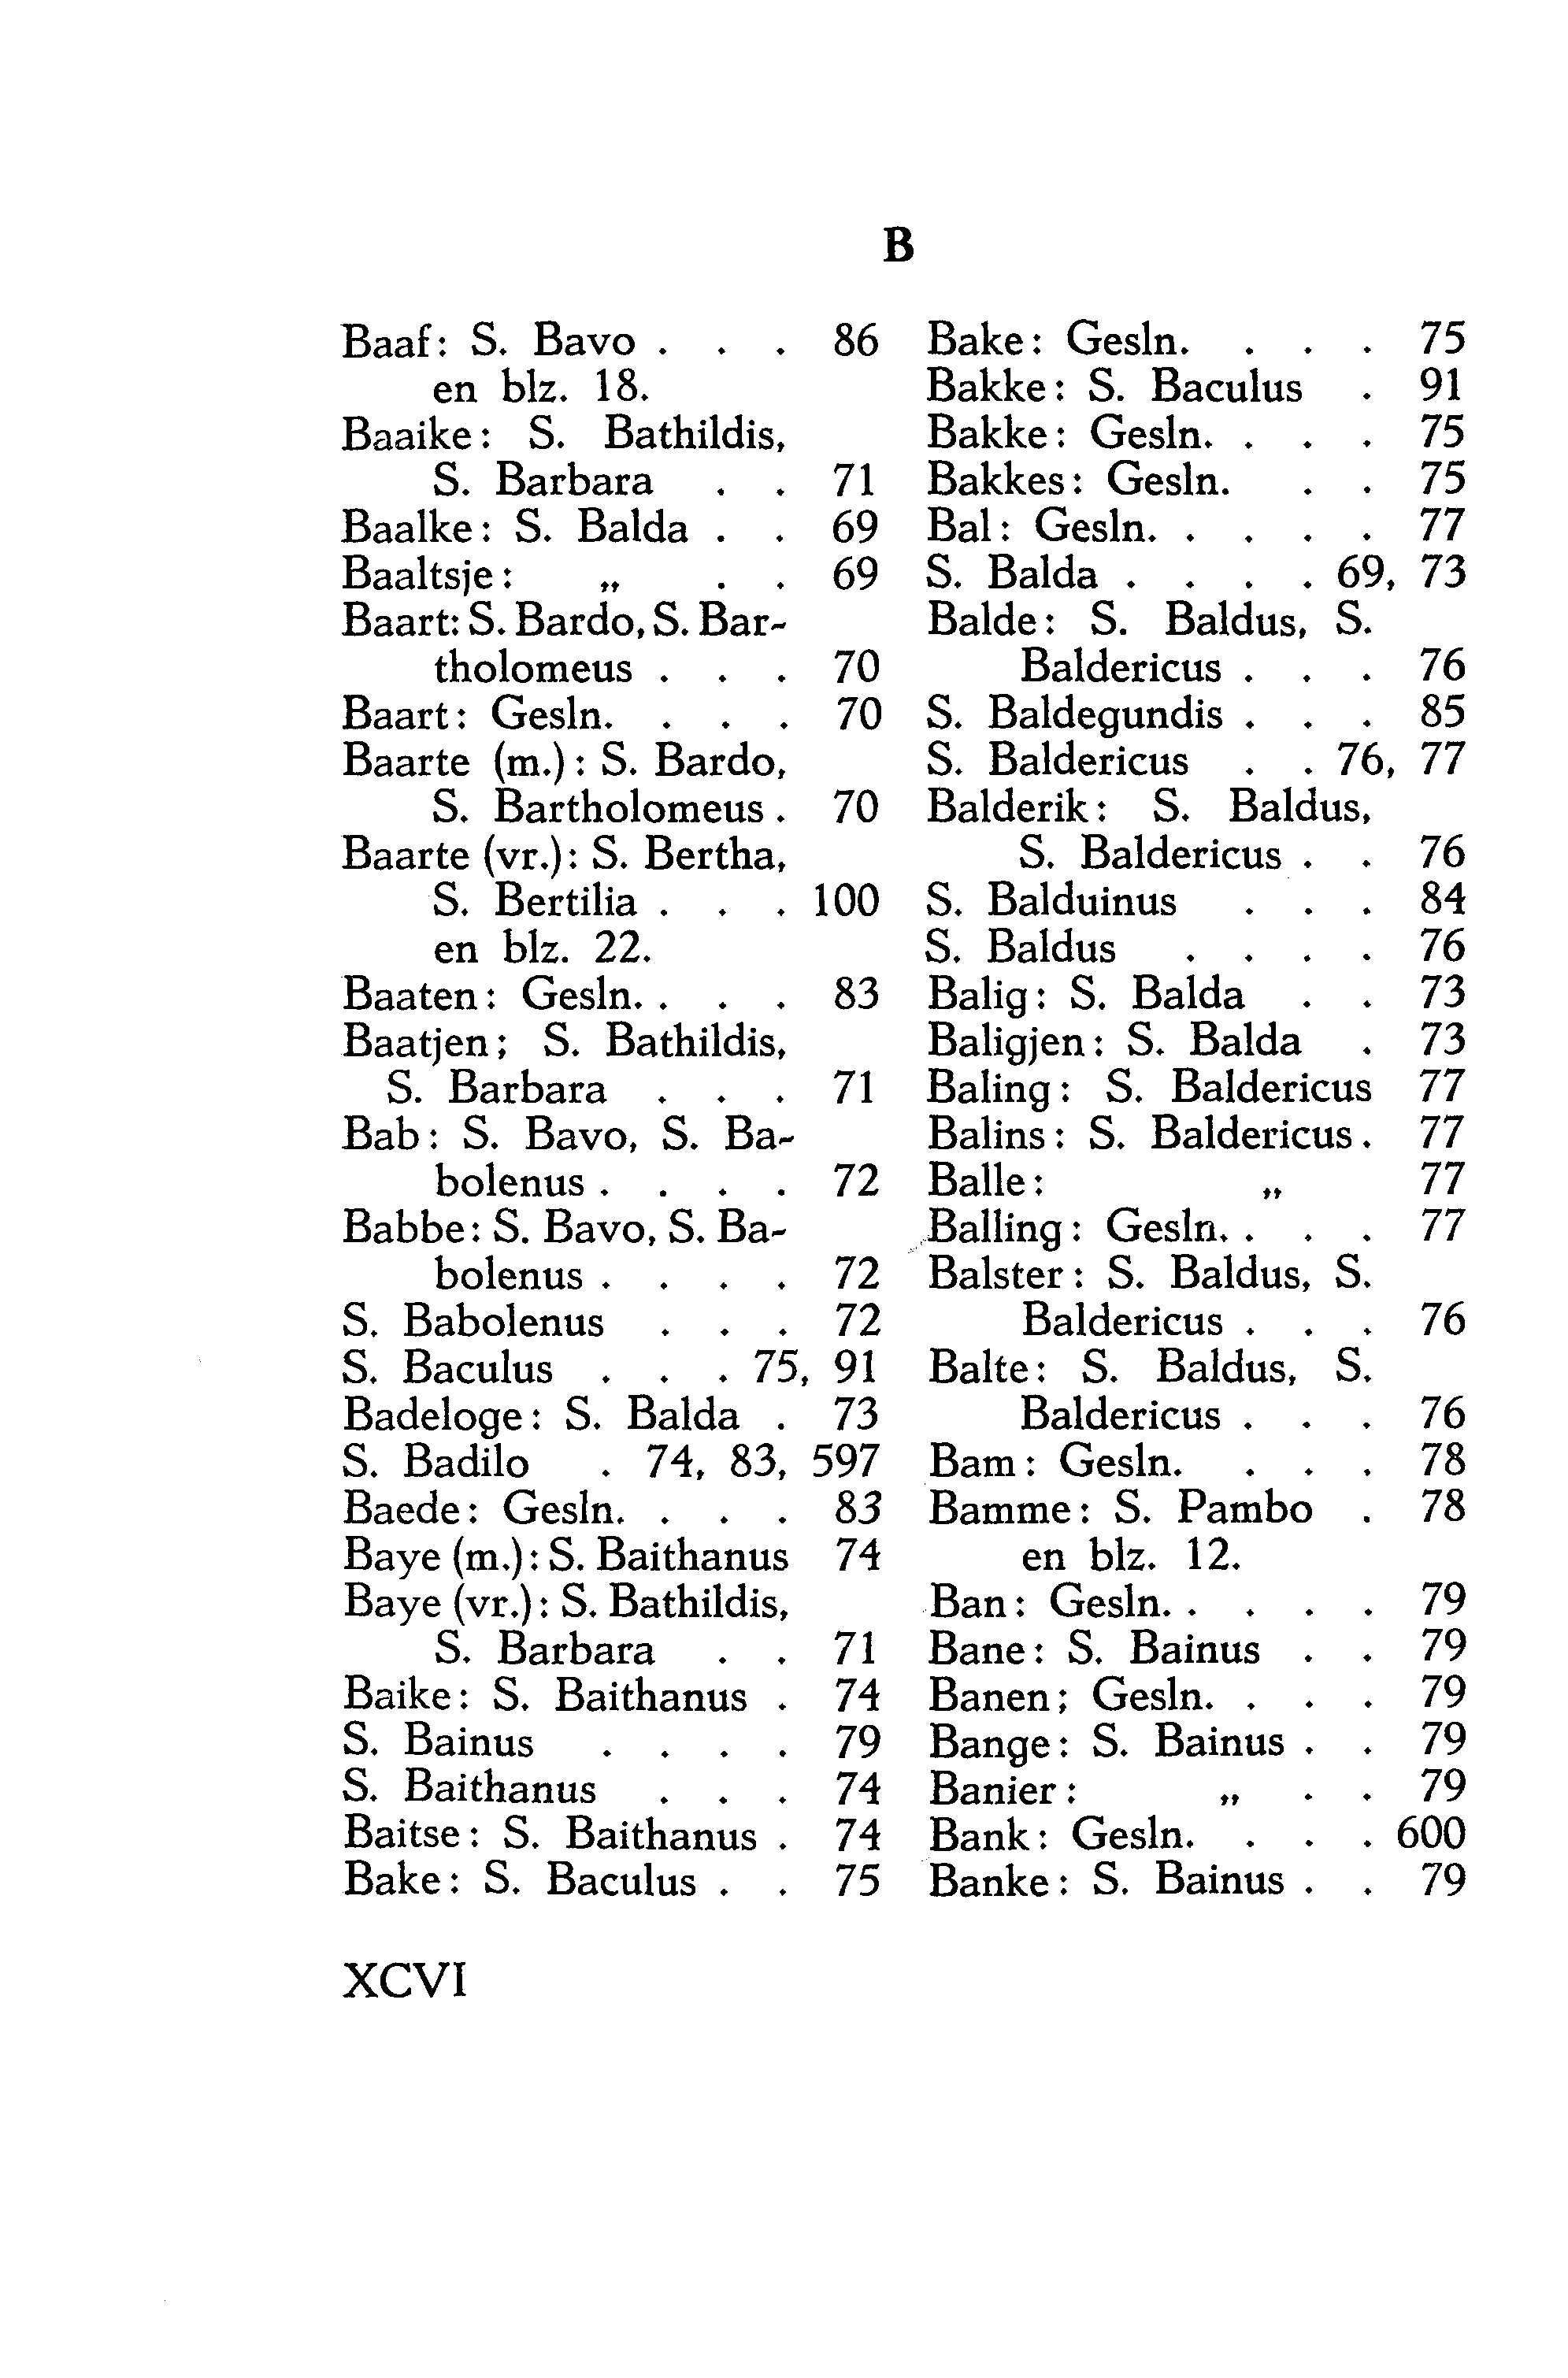 B
Baaf: S. Bavo . . . 86
en blz. 18.
Baaike: S. Bathildis,
S. Barbara . . 71
Baalke: S. Balda . . 69
Baaltsje: „ . . 69
Baart: S. Bardo, S. Bar-
tholomeus . . . 70
Baart: Gesln. . . . 70
Baarte (m.): S. Bardo,
S. Bartholomeus . 70
Baarte (vr.): S. Bertha,
S. Bertilia . . . 100
en blz. 22.
Baaten: Gesln. . . . 83
Baatjen; S. Bathildis,
S. Barbara . . . 71
Bab: S. Bavo, S. Ba-
bolenus . . . . 72
Babbe: S. Bavo, S. Ba-
bolenus . . . . 72
S. Babolenus . . . 72
S. Baculus . . . 75, 91
Badeloge: S. Balda . 73
S. Badilo . 74, 83, 597
Baede: Gesln. . . . 83
Baye (m.): S. Baithanus 74
Baye (vr.): S. Bathildis,
S. Barbara . . 71
Baike: S. Baithanus . 74
S. Bainus . . . . 79
S. Baithanus . . . 74
Baitse: S. Baithanus . 74
Bake: S. Baculus . . 75
Bake: Gesln. . . . 75
Bakke: S. Baculus . 91
Bakke: Gesln. . . . 75
Bakkes: Gesln. . . 75
Bal: Gesln. . . . . 77
S. Balda . . . . 69, 73
Balde: S. Baldus, S.
Baldericus . . . 76
S. Baldegundis . . . 85
S. Baldericus . . 76, 77
Balderik: S. Baldus,
S. Baldericus . . 76
S. Balduinus . . . 84
S. Baldus . . . . 76
Balig: S. Balda . . 73
Baligjen: S. Balda . 73
Baling: S. Baldericus 77
Balins: S. Baldericus . 77
Balle: „ 77
Balling: Gesln. . . . 77
Balster: S. Baldus, S.
Baldericus . . . 76
Balte: S. Baldus, S.
Baldericus . . . 76
Bam: Gesln. . . . 78
Bamme: S. Pambo . 78
en blz. 12.
Ban: Gesln. . . . . 79
Bane: S. Bainus . . 79
Banen; Gesln. . . . 79
Bange: S. Bainus . . 79
Banier: „ . . 79
Bank: Gesln. . . . 600
Banke: S. Bainus . . 79
XCVI